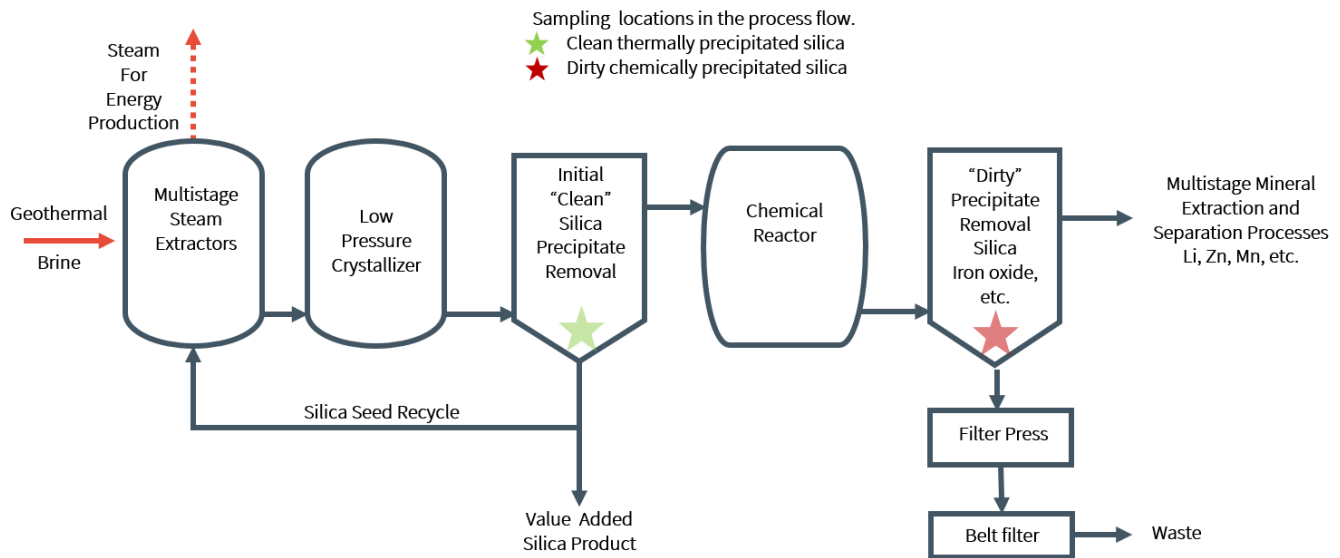 Sampling locations in the process flow.
Clean thermally precipitated silica
Dirty chemically precipitated silica
Steam
For
Energy
Production
Geothermal
Brine
Multistage
Steam
Extractors
Low
Pressure
Crystallizer
Initial
“Clean”
Silica
Precipitate
Removal
Chemical
Reactor
“Dirty”
Precipitate
Removal
Silica
Iron oxide,
etc.
Multistage Mineral
Extraction and
Separation Processes
Li, Zn, Mn, etc.
Silica Seed Recycle
Value Added
Silica Product
Filter Press
Belt filter
Waste